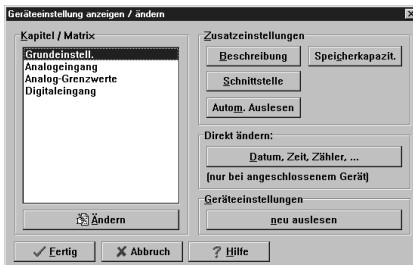 Geräteeinstellung anzeigen / ändern
Kapitel / Matrix
Grundeinstell.
Analogeingang
Analog-Grenzwerte
Digitaleingang
Ändern
Zusatzeinstellungen
Beschreibung
Speicherkapazit.
Schnittstelle
Autom. Auslesen
Direkt ändern:
Datum, Zeit, Zähler, ...
(nur bei angeschlossenem Gerät)
Geräteeinstellungen
neu auslesen
Fertig
Abbruch
Hilfe